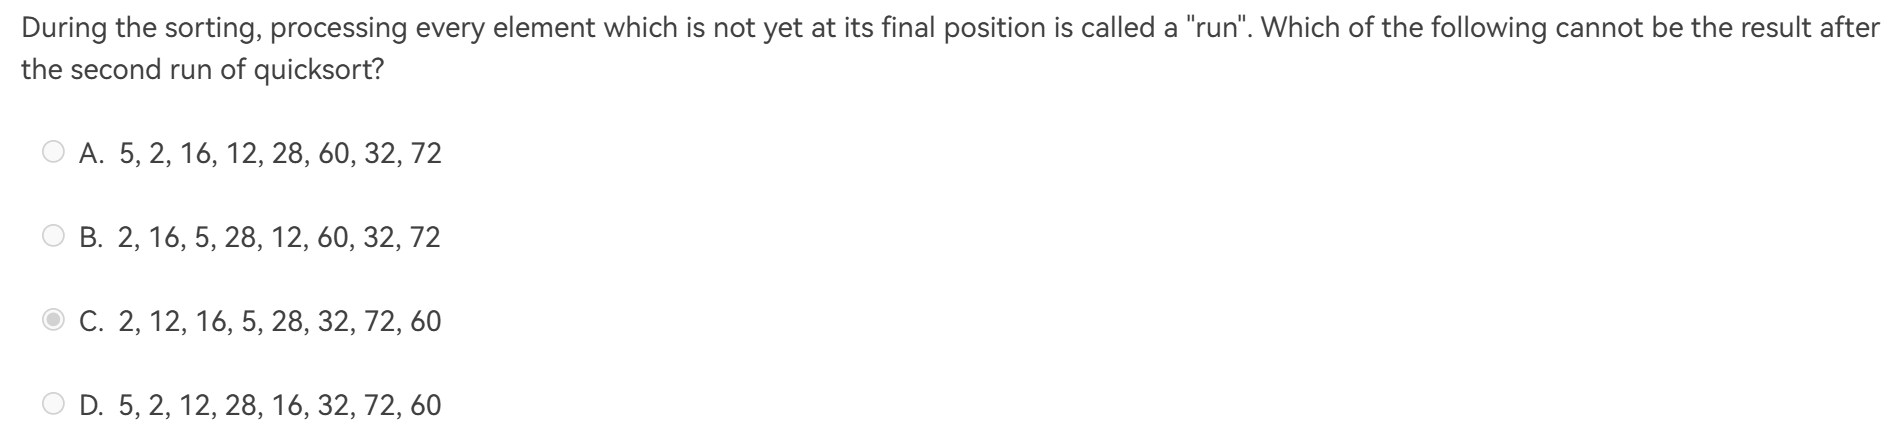 During the sorting, processing every element which is not yet at its final position is called a "run". Which of the following cannot be the result after
the second run of quicksort?
A. 5, 2, 16, 12, 28, 60, 32, 72
B. 2, 16, 5, 28, 12, 60, 32, 72
C. 2, 12, 16, 5, 28, 32, 72, 60
D. 5, 2, 12, 28, 16, 32, 72, 60